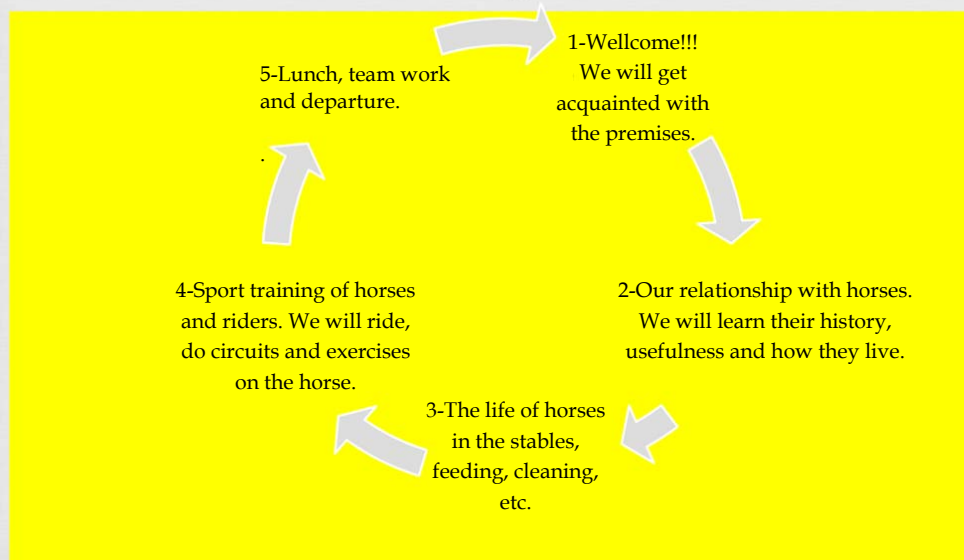 1-Wellcome!!!
We will get
acquainted with
the premises.
2-Our relationship with horses.
We will learn their history,
usefulness and how they live.
3-The life of horses
in the stables,
feeding, cleaning,
etc.
4-Sport training of horses
and riders. We will ride,
do circuits and exercises
on the horse.
5-Lunch, team work
and departure.
.